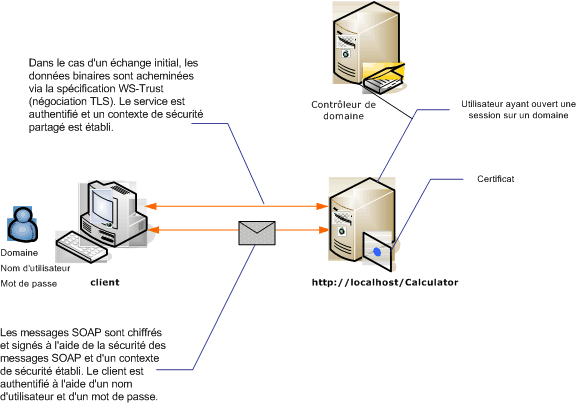 Dans le cas d'un échange initial, les
données binaires sont acheminées
via la spécification WS-Trust
(négociation TLS). Le service est
authentifié et un contexte de sécurité
partagé est établi.
Contrôleur de
domaine
Utilisateur ayant ouvert une
session sur un domaine
Certificat
Domaine
Nom d'utilisateur
Mot de passe
client
http://localhost/Calculator
Les messages SOAP sont chiffrés
et signés à l'aide de la sécurité des
messages SOAP et d'un contexte
de sécurité établi. Le client est
authentifié à l'aide d'un nom
d'utilisateur et d'un mot de passe.